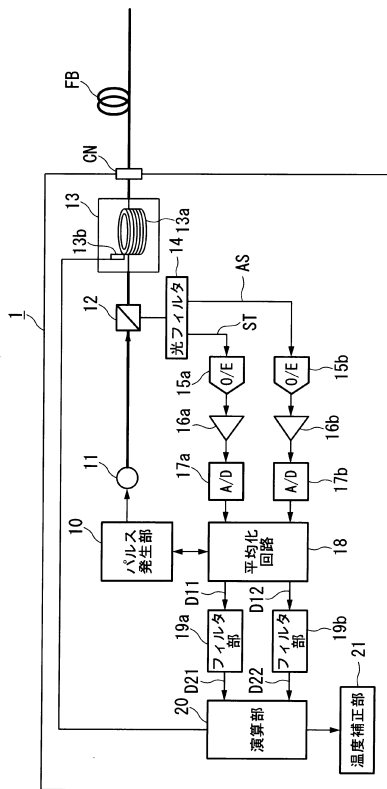 1
FB
CN
13
13b
13a
12
14
光フィルタ
AS
ST
11
15a
O/E
15b
O/E
16a
16b
10
パルス
発生部
17a
A/D
17b
A/D
18
平均化
回路
D11
D12
19a
フィルタ
部
19b
フィルタ
部
D21
D22
20
演算部
21
温度補正部